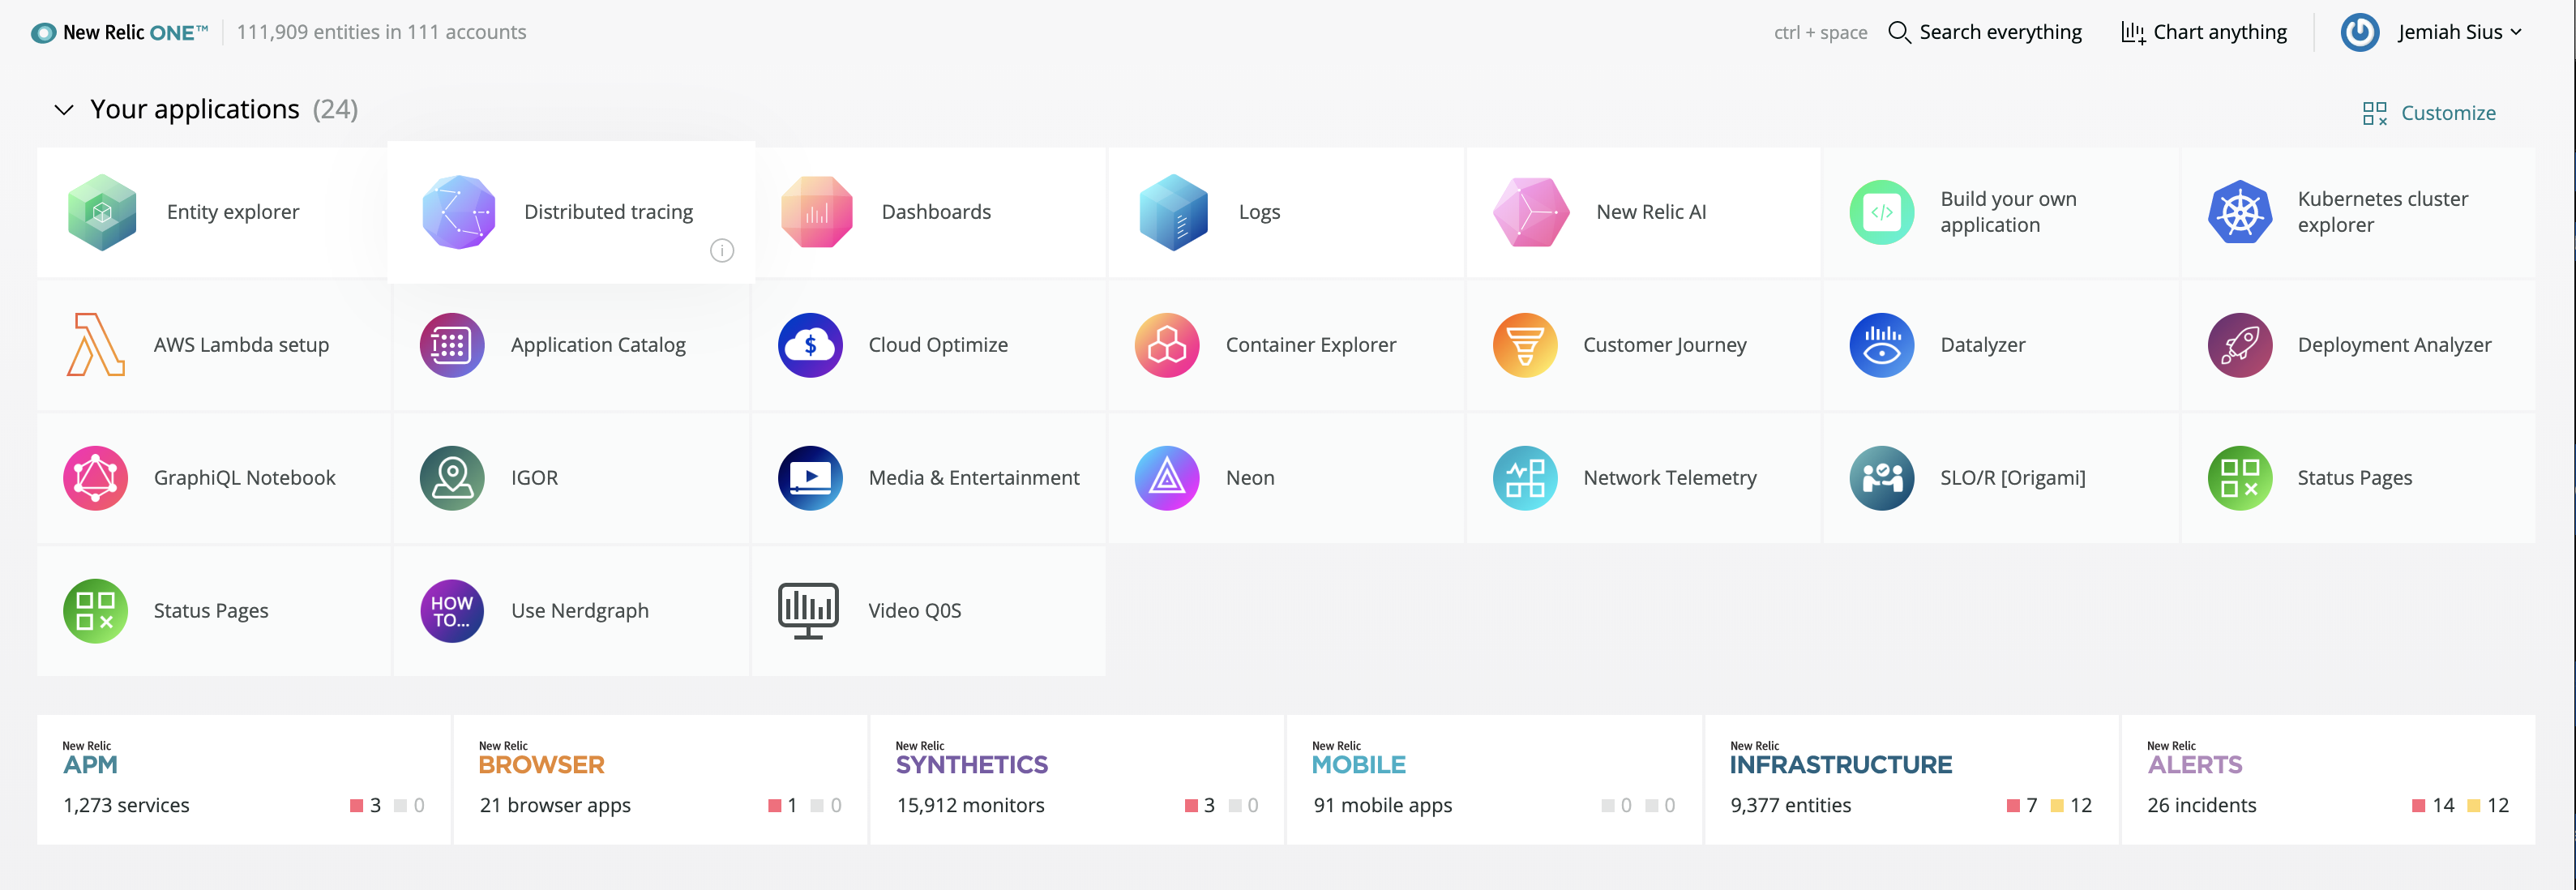 New Relic ONE™ 111,909 entities in 111 accounts ctrl + space Search everything Chart anything Jemiah Sius
Your applications (24) Customize
Entity explorer
Distributed tracing
i
Dashboards
Logs
New Relic AI
</>
Build your own
application
Kubernetes cluster
explorer
AWS Lambda setup
Application Catalog
$
Cloud Optimize
Container Explorer
Customer Journey
Datalyzer
Deployment Analyzer
GraphiQL Notebook
IGOR
Media & Entertainment
Neon
Network Telemetry
SLO/R [Origami]
Status Pages
Status Pages
HOW
TO...
Use Nerdgraph
Video Q0S
New Relic
APM
1,273 services 3 0
New Relic
BROWSER
21 browser apps 1 0
New Relic
SYNTHETICS
15,912 monitors 3 0
New Relic
MOBILE
91 mobile apps 0 0
New Relic
INFRASTRUCTURE
9,377 entities 7 12
New Relic
ALERTS
26 incidents 14 12